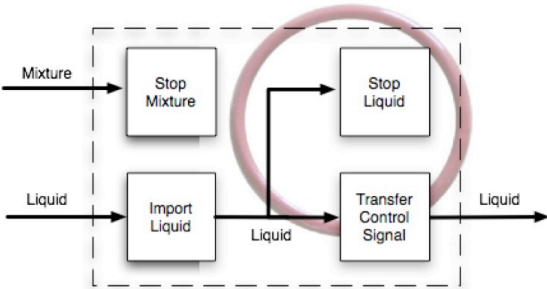 Mixture
Stop
Mixture
Stop
Liquid
Liquid
Import
Liquid
Liquid
Transfer
Control
Signal
Liquid